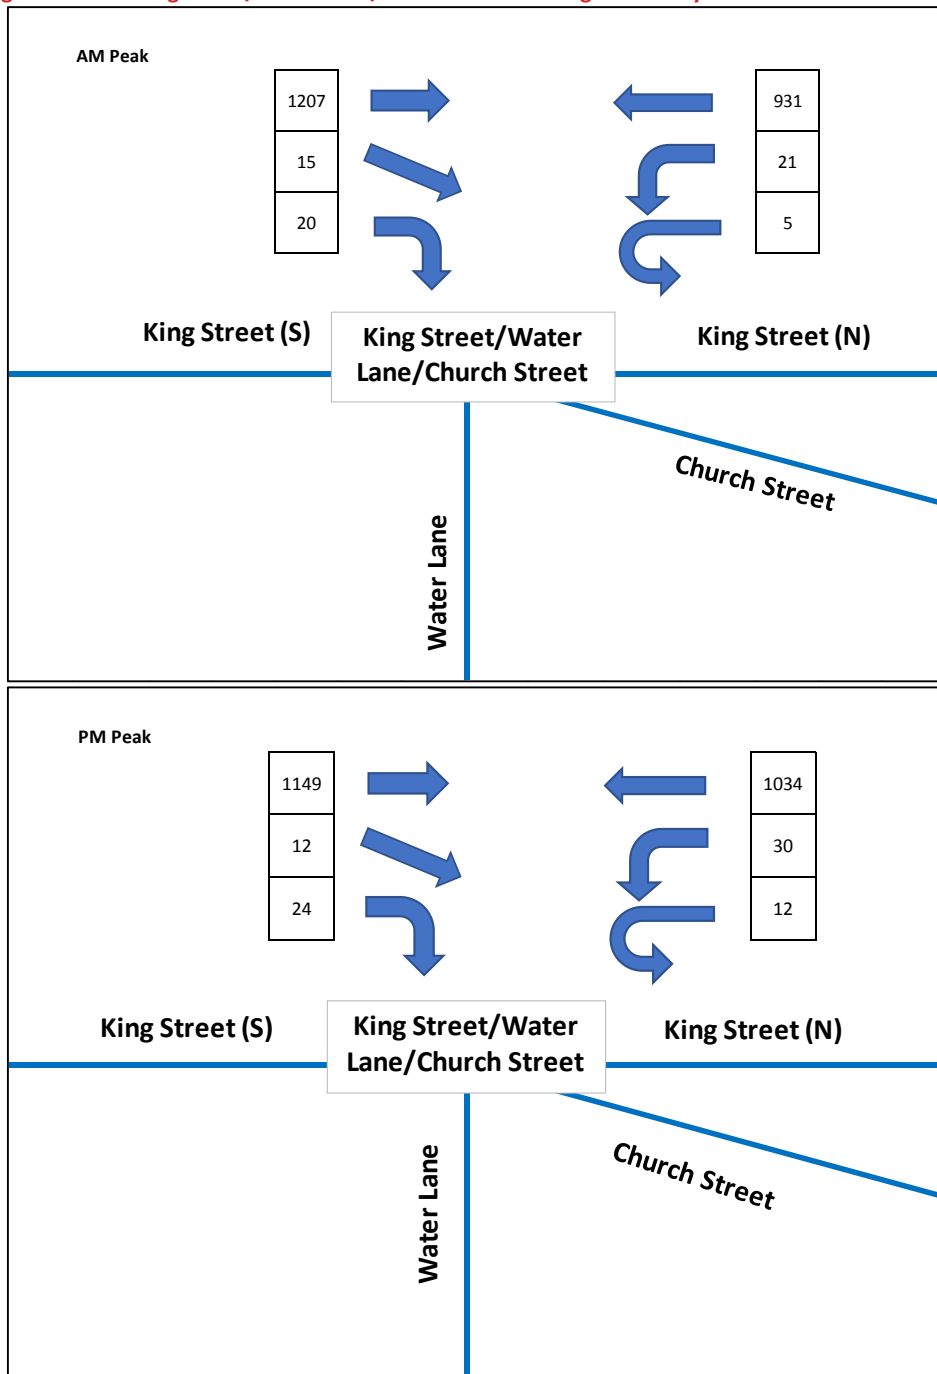 AM Peak
1207
15
20
931
21
5
King Street (S)
King Street/Water
Lane/Church Street
King Street (N)
Church Street
Water Lane
PM Peak
1149
12
24
1034
30
12
King Street (S)
King Street/Water
Lane/Church Street
King Street (N)
Church Street
Water Lane